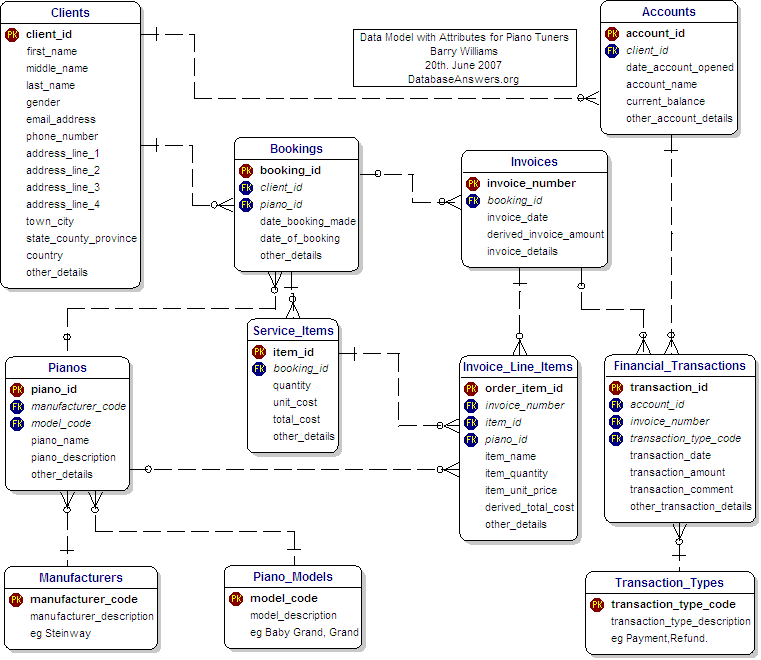 Clients
PK client_id
first_name
middle_name
last_name
gender
email_address
phone_number
address_line_1
address_line_2
address_line_3
address_line_4
town_city
state_county_province
country
other_details
Data Model with Attributes for Piano Tuners
Barry Williams
20th. June 2007
DatabaseAnswers.org
Accounts
PK account_id
FK client_id
date_account_opened
account_name
current_balance
other_account_details
Bookings
PK booking_id
FK client_id
FK piano_id
date_booking_made
date_of_booking
other_details
Invoices
PK invoice_number
FK booking_id
invoice_date
derived_invoice_amount
invoice_details
Service_Items
PK item_id
FK booking_id
quantity
unit_cost
total_cost
other_details
Pianos
PK piano_id
FK manufacturer_code
FK model_code
piano_name
piano_description
other_details
Invoice_Line_Items
PK order_item_id
FK invoice_number
FK item_id
FK piano_id
item_name
item_quantity
item_unit_price
derived_total_cost
other_details
Financial_Transactions
PK transaction_id
FK account_id
FK invoice_number
FK transaction_type_code
transaction_date
transaction_amount
transaction_comment
other_transaction_details
Manufacturers
PK manufacturer_code
manufacturer_description
eg Steinway
Piano_Models
PK model_code
model_description
eg Baby Grand, Grand
Transaction_Types
PK transaction_type_code
transaction_type_description
eg Payment,Refund.